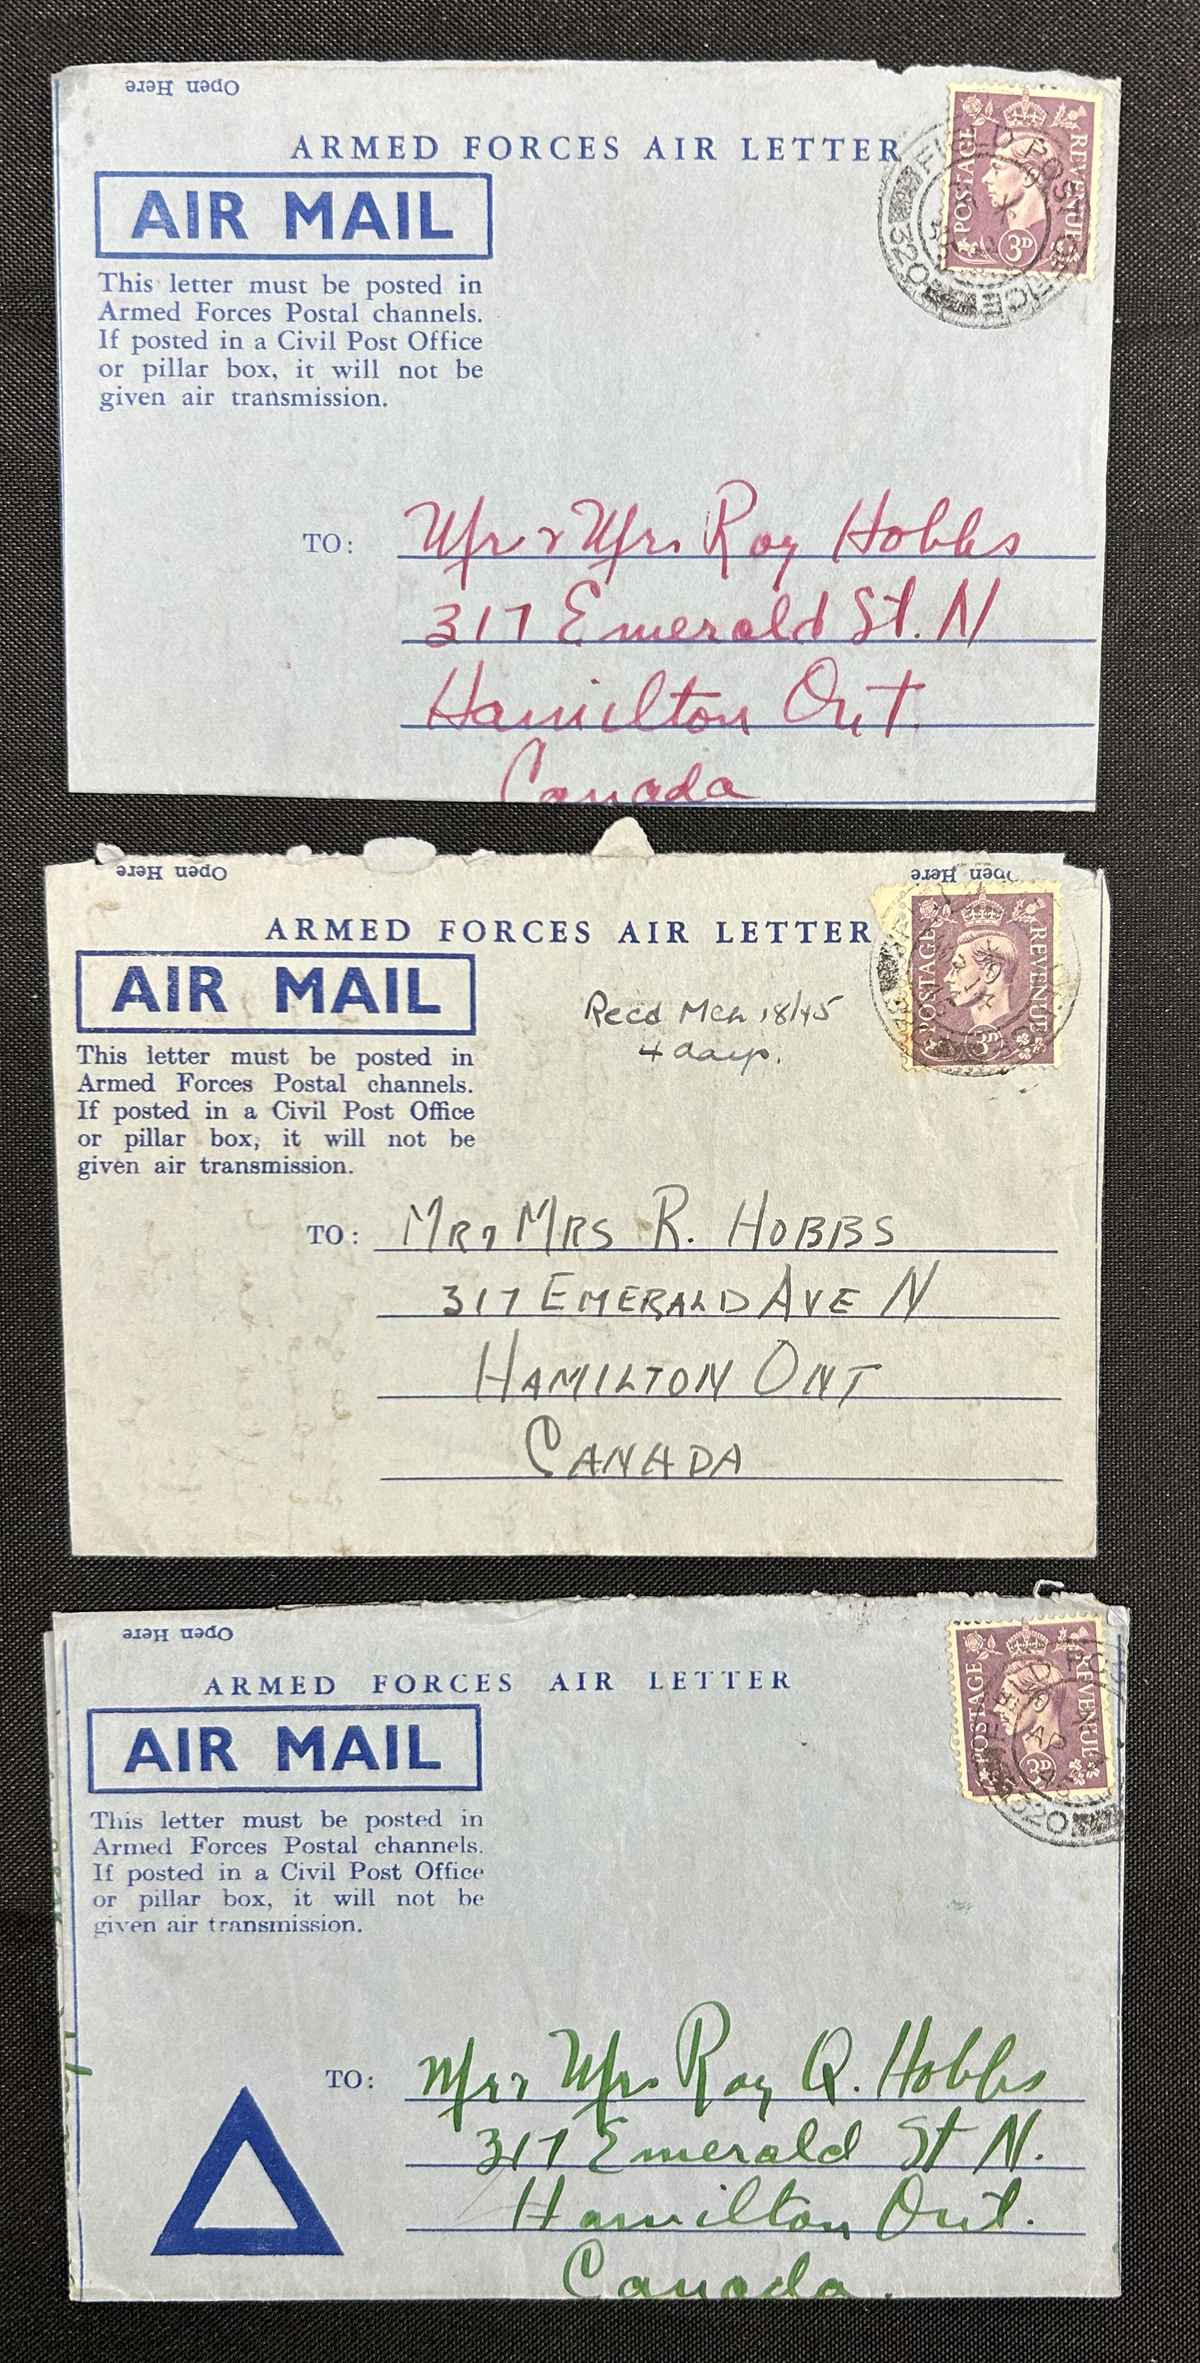 Open Here
ARMED FORCES AIR LETTER
AIR MAIL
This letter must be posted in
Armed Forces Postal channels.
If posted in a Civil Post Office
or pillar box, it will not be
given air transmission.
POSTAGE REVENUE
3D
FIELD POST OFFICE
320
TO: Mr & Mrs. Roy Hobbs
317 Emerald St. N
Hamilton Ont.
Canada
Open Here
Open Here
ARMED FORCES AIR LETTER
AIR MAIL
This letter must be posted in
Armed Forces Postal channels.
If posted in a Civil Post Office
or pillar box, it will not be
given air transmission.
Recd Mch 18/45
4 days.
POSTAGE REVENUE
3D
TO: MR & MRS R. HOBBS
317 EMERALD AVE N
HAMILTON ONT
CANADA
Open Here
ARMED FORCES AIR LETTER
AIR MAIL
This letter must be posted in
Armed Forces Postal channels.
If posted in a Civil Post Office
or pillar box, it will not be
given air transmission.
POSTAGE REVENUE
3D
320
TO: Mr & Mrs. Roy Q. Hobbs
317 Emerald St N.
Hamilton Ont.
Canada.